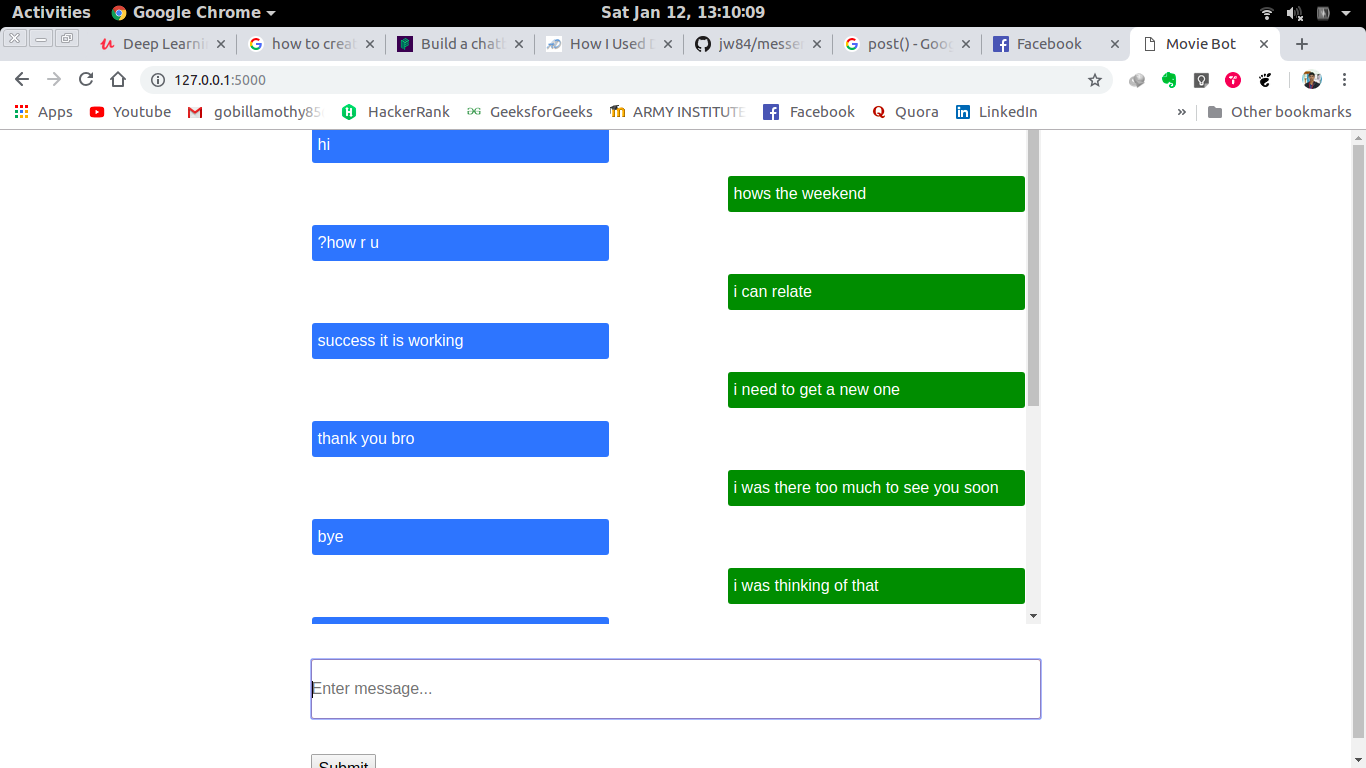 Activities Google Chrome Sat Jan 12, 13:10:09
Deep Learni how to creat Build a chatb How I Used D jw84/messer post() - Goog Facebook Movie Bot
127.0.0.1:5000
Apps Youtube gobillamothy85 HackerRank GeeksforGeeks ARMY INSTITUTE Facebook Quora LinkedIn » Other bookmarks
hi
hows the weekend
?how r u
i can relate
success it is working
i need to get a new one
thank you bro
i was there too much to see you soon
bye
i was thinking of that
Enter message...
Submit